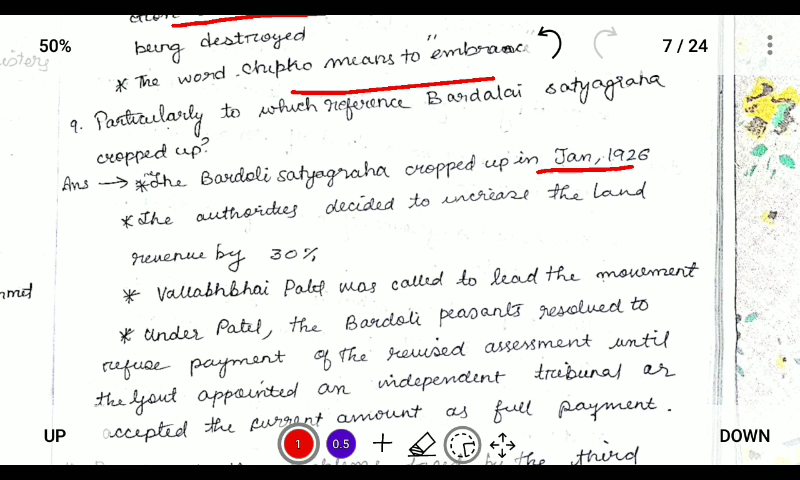 being destroyed
50%
7 / 24
* The word chipko means to "embrace"
9. Particularly to which reference Bardalai satyagraha
cropped up?
Ans → * The Bardoli satyagraha cropped up in Jan, 1926
* The authorities decided to increase the land
revenue by 30%
* Vallabhbhai Patel was called to lead the movement
* Under Patel, the Bardoli peasants resolved to
refuse payment of the revised assessment until
the Govt appointed an independent tribunal or
accepted the current amount as full payment.
UP
1
0.5
DOWN
the third